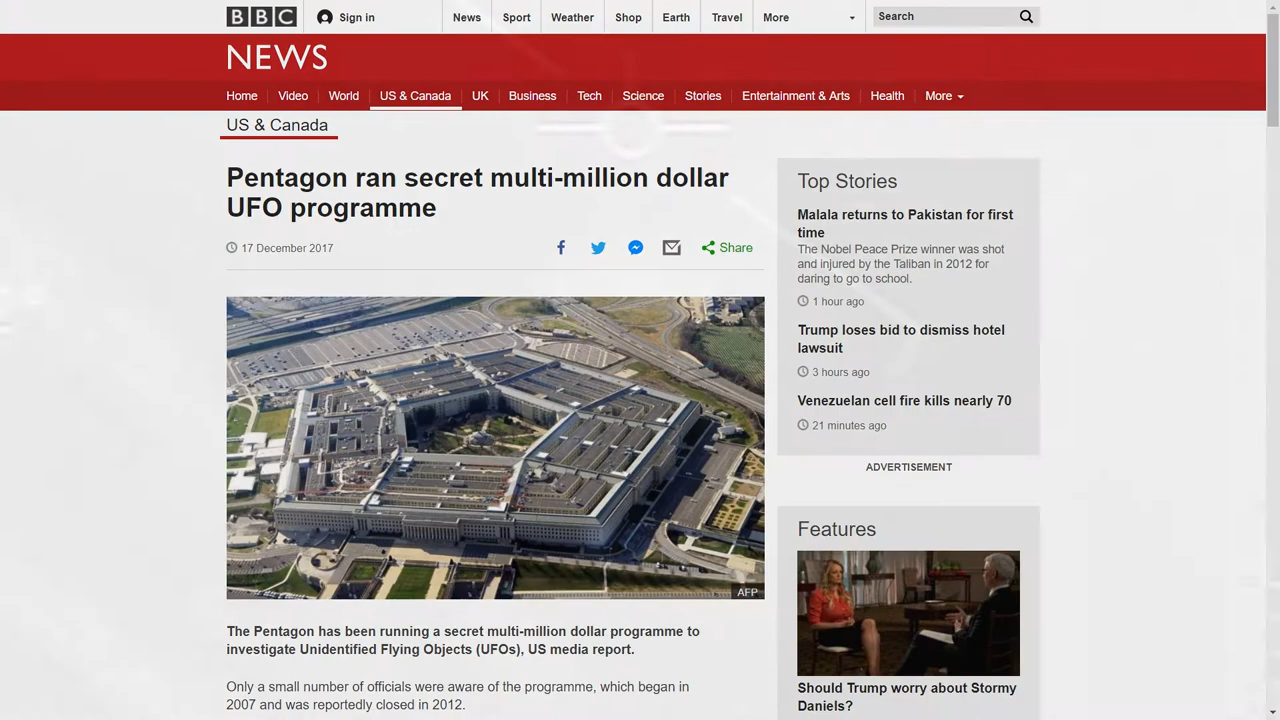 BBC Sign in News Sport Weather Shop Earth Travel More Search
NEWS
Home Video World US & Canada UK Business Tech Science Stories Entertainment & Arts Health More
US & Canada
Pentagon ran secret multi-million dollar
UFO programme
17 December 2017 Share
AFP
The Pentagon has been running a secret multi-million dollar programme to
investigate Unidentified Flying Objects (UFOs), US media report.
Only a small number of officials were aware of the programme, which began in
2007 and was reportedly closed in 2012.
Top Stories
Malala returns to Pakistan for first
time
The Nobel Peace Prize winner was shot
and injured by the Taliban in 2012 for
daring to go to school.
1 hour ago
Trump loses bid to dismiss hotel
lawsuit
3 hours ago
Venezuelan cell fire kills nearly 70
21 minutes ago
ADVERTISEMENT
Features
Should Trump worry about Stormy
Daniels?